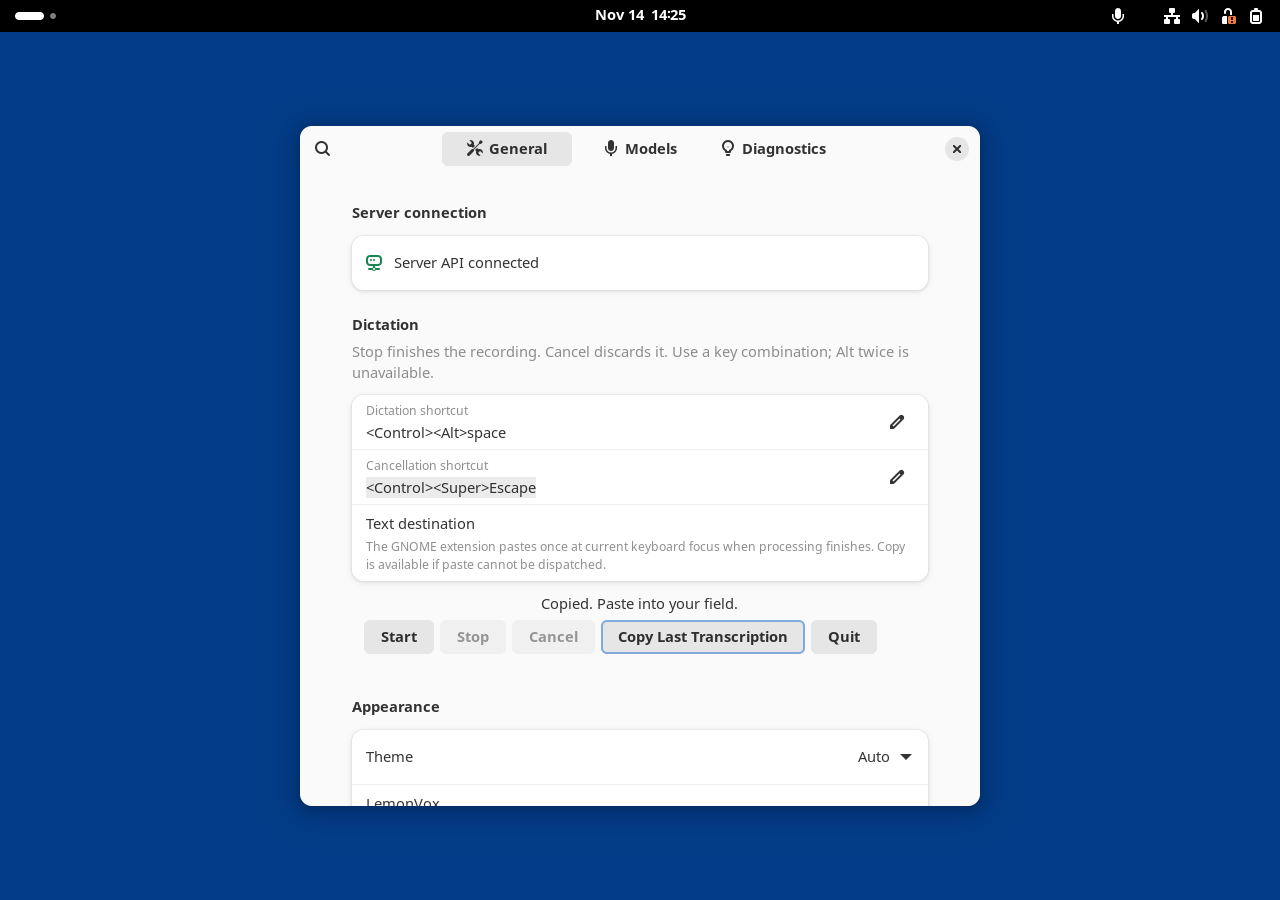 Nov 14 14:25
General
Models
Diagnostics
Server connection
Server API connected
Dictation
Stop finishes the recording. Cancel discards it. Use a key combination; Alt twice is
unavailable.
Dictation shortcut
<Control><Alt>space
Cancellation shortcut
<Control><Super>Escape
Text destination
The GNOME extension pastes once at current keyboard focus when processing finishes. Copy
is available if paste cannot be dispatched.
Copied. Paste into your field.
Start Stop Cancel Copy Last Transcription Quit
Appearance
Theme Auto
LemonVox